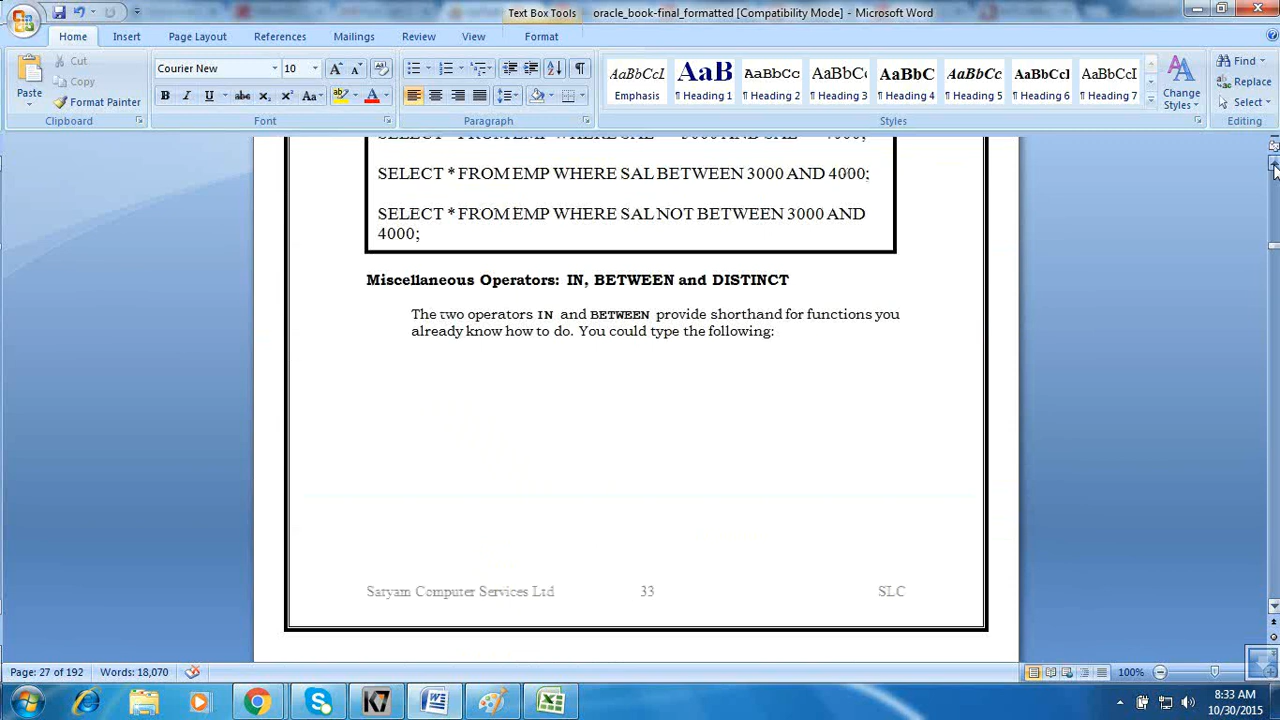 Text Box Tools
oracle_book-final_formatted [Compatibility Mode] - Microsoft Word
Home Insert Page Layout References Mailings Review View Format
Paste
Cut
Copy
Format Painter
Clipboard
Courier New 10
Font
Paragraph
AaBbCcI AaB AaBbCc AaBbCc AaBbC AaBbCc AaBbC AaBbCcI
Emphasis ¶ Heading 1 ¶ Heading 2 ¶ Heading 3 ¶ Heading 4 ¶ Heading 5 ¶ Heading 6 ¶ Heading 7
Change Styles
Styles
Find
Replace
Select
Editing
SELECT * FROM EMP WHERE SAL BETWEEN 3000 AND 4000;
SELECT * FROM EMP WHERE SAL NOT BETWEEN 3000 AND
4000;
Miscellaneous Operators: IN, BETWEEN and DISTINCT
The two operators IN and BETWEEN provide shorthand for functions you
already know how to do. You could type the following:
Satyam Computer Services Ltd 33 SLC
Page: 27 of 192 Words: 18,070 100%
8:33 AM
10/30/2015